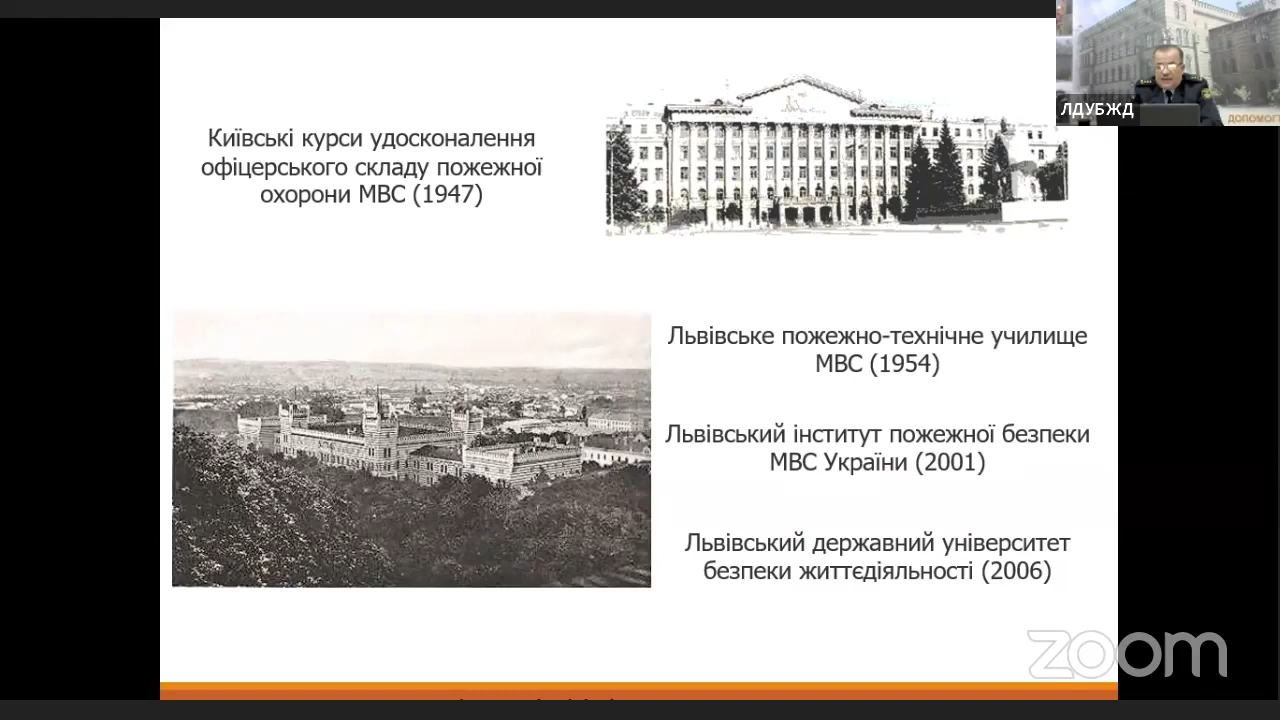 ЛДУБЖД
ДОПОМОГ
Київські курси удосконалення
офіцерського складу пожежної
охорони МВС (1947)
Львівське пожежно-технічне училище
МВС (1954)
Львівський інститут пожежної безпеки
МВС України (2001)
Львівський державний університет
безпеки життєдіяльності (2006)
zoom